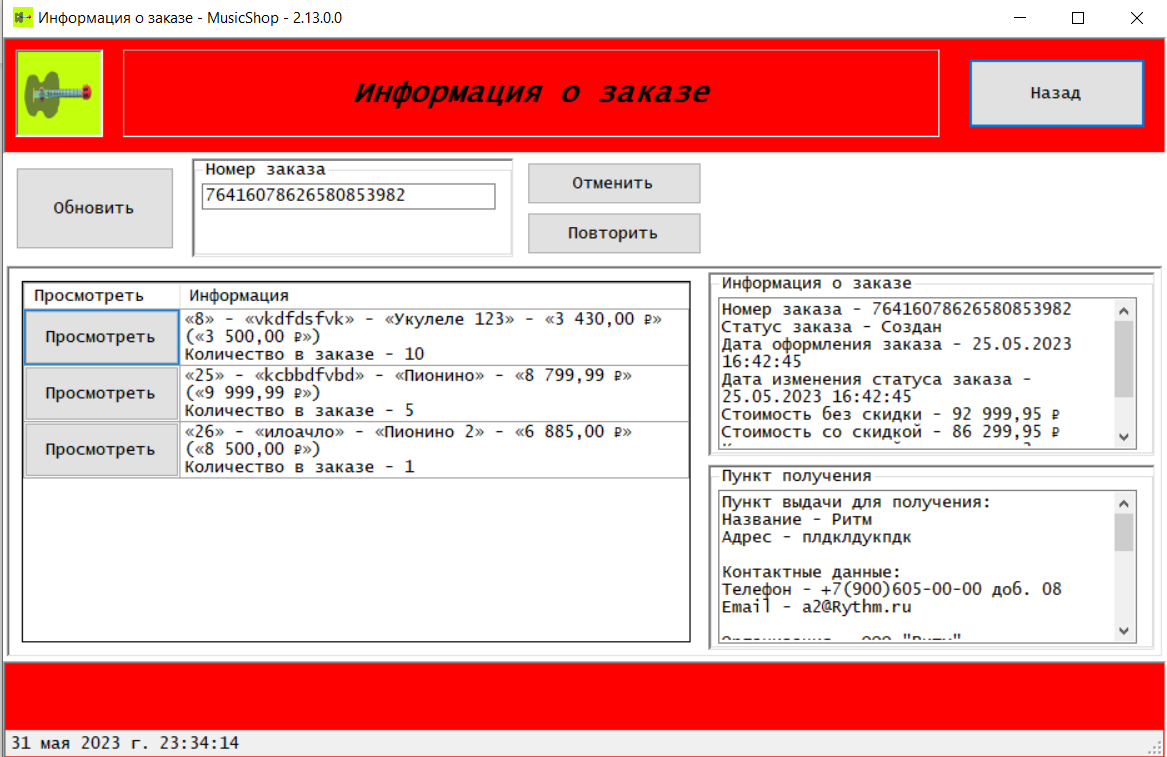 Информация о заказе - MusicShop - 2.13.0.0
Информация о заказе
Назад
Обновить
Номер заказа
76416078626580853982
Отменить
Повторить
Просмотреть Информация
Просмотреть
«8» - «vkdfdsfvk» - «Укулеле 123» - «3 430,00 ₽»
(«3 500,00 ₽»)
Количество в заказе - 10
Просмотреть
«25» - «kcbbdfvbd» - «Пионино» - «8 799,99 ₽»
(«9 999,99 ₽»)
Количество в заказе - 5
Просмотреть
«26» - «илоачло» - «Пионино 2» - «6 885,00 ₽»
(«8 500,00 ₽»)
Количество в заказе - 1
Информация о заказе
Номер заказа - 76416078626580853982
Статус заказа - Создан
Дата оформления заказа - 25.05.2023
16:42:45
Дата изменения статуса заказа -
25.05.2023 16:42:45
Стоимость без скидки - 92 999,95 ₽
Стоимость со скидкой - 86 299,95 ₽
Пункт получения
Пункт выдачи для получения:
Название - Ритм
Адрес - плдклдукпдк
Контактные данные:
Телефон - +7(900)605-00-00 доб. 08
Email - a2@Rythm.ru
Организация - ООО "Ритм"
31 мая 2023 г. 23:34:14